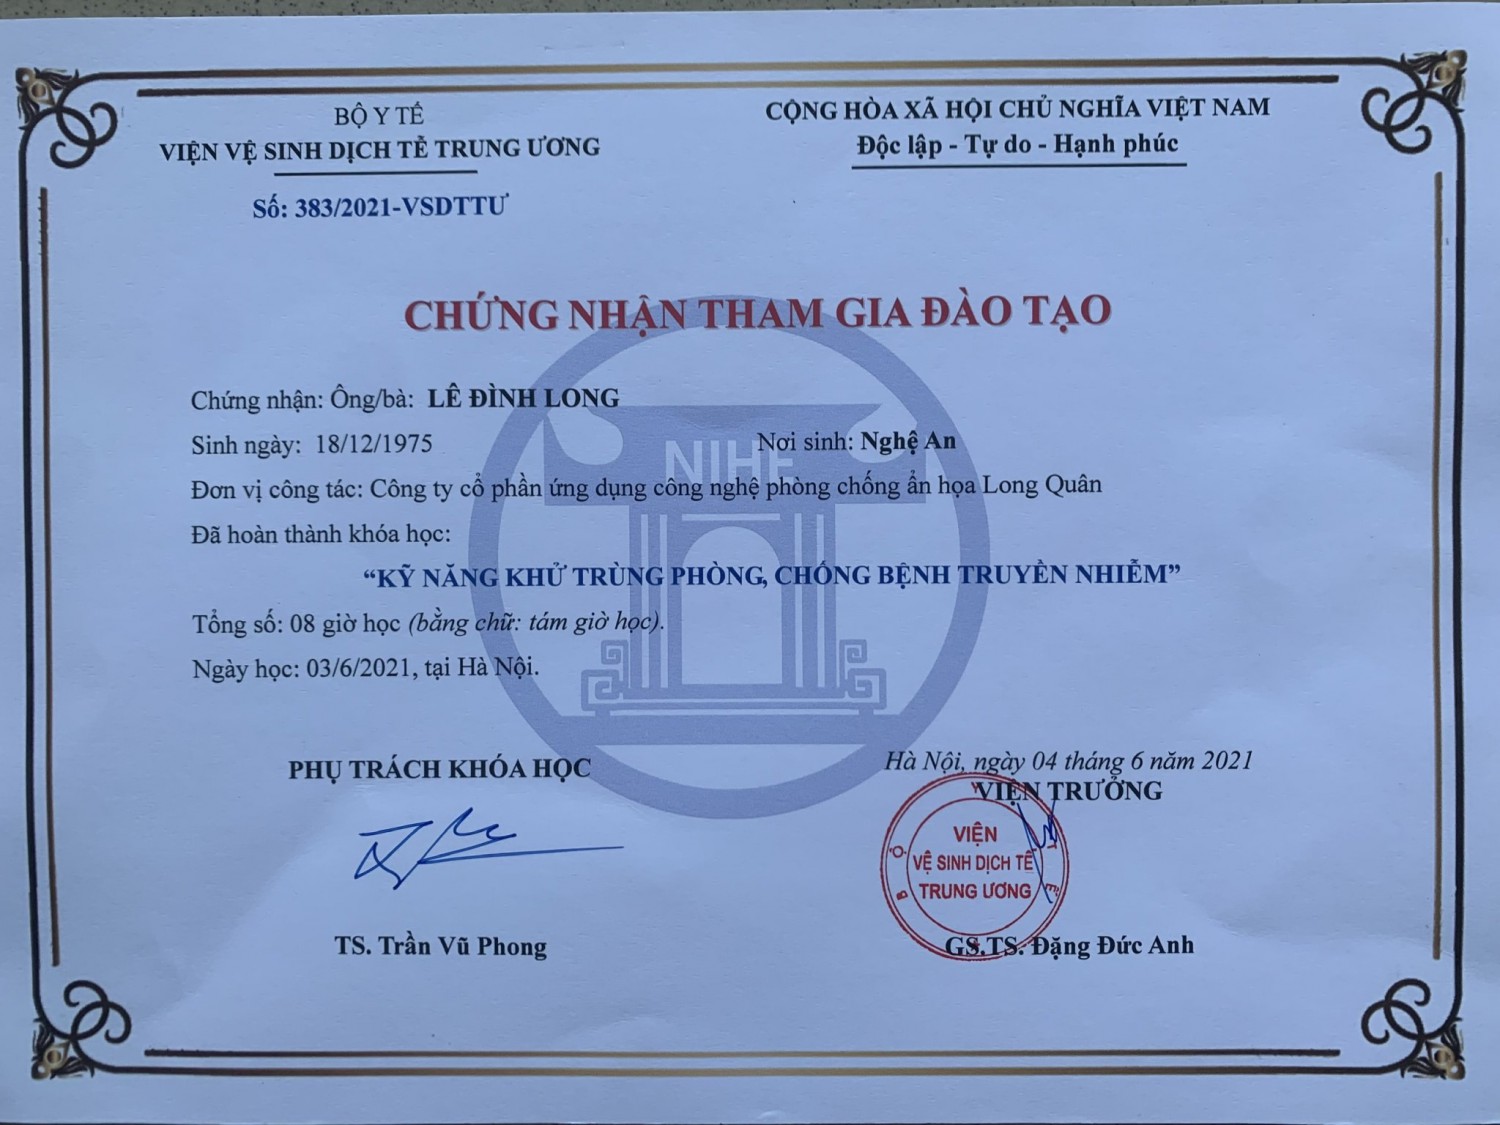 BỘ Y TẾ
VIỆN VỆ SINH DỊCH TỄ TRUNG ƯƠNG
Số: 383/2021-VSDTTƯ
CỘNG HÒA XÃ HỘI CHỦ NGHĨA VIỆT NAM
Độc lập - Tự do - Hạnh phúc
CHỨNG NHẬN THAM GIA ĐÀO TẠO
NIHE
Chứng nhận: Ông/bà: LÊ ĐÌNH LONG
Sinh ngày: 18/12/1975 Nơi sinh: Nghệ An
Đơn vị công tác: Công ty cổ phần ứng dụng công nghệ phòng chống ẩn họa Long Quân
Đã hoàn thành khóa học:
“KỸ NĂNG KHỬ TRÙNG PHÒNG, CHỐNG BỆNH TRUYỀN NHIỄM”
Tổng số: 08 giờ học (bằng chữ: tám giờ học).
Ngày học: 03/6/2021, tại Hà Nội.
PHỤ TRÁCH KHÓA HỌC
TS. Trần Vũ Phong
Hà Nội, ngày 04 tháng 6 năm 2021
VIỆN TRƯỞNG
BỘ Y TẾ
VIỆN
VỆ SINH DỊCH TỄ
TRUNG ƯƠNG
GS.TS. Đặng Đức Anh